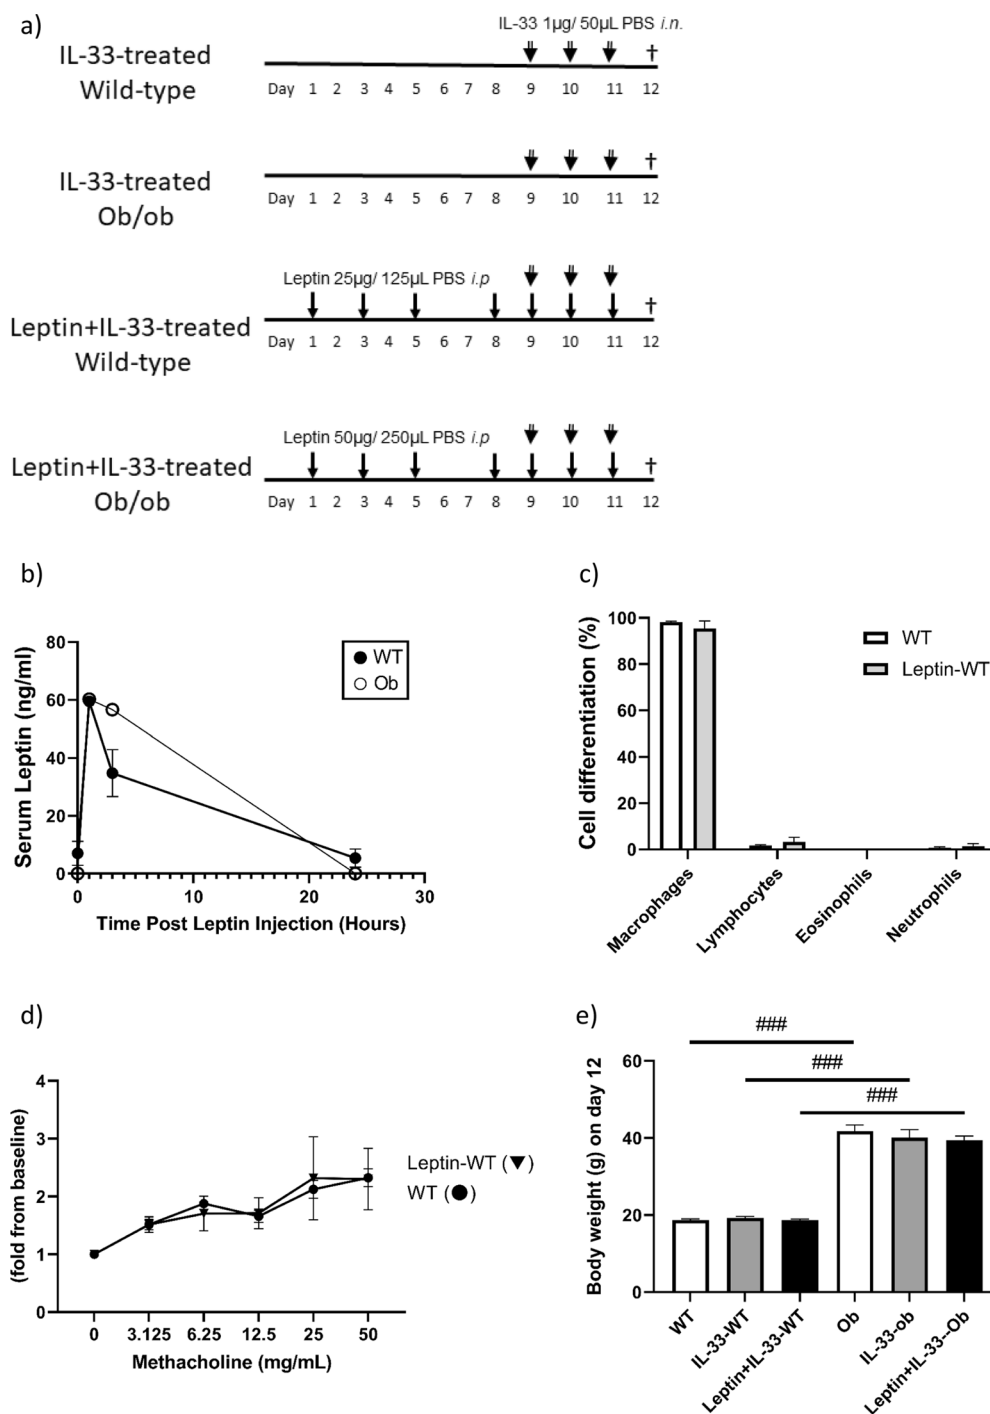 a)
IL-33 1µg/ 50µL PBS i.n.
IL-33-treated
Wild-type
†
Day 1 2 3 4 5 6 7 8 9 10 11 12
IL-33-treated
Ob/ob
†
Day 1 2 3 4 5 6 7 8 9 10 11 12
Leptin 25µg/ 125µL PBS i.p
Leptin+IL-33-treated
Wild-type
†
Day 1 2 3 4 5 6 7 8 9 10 11 12
Leptin 50µg/ 250µL PBS i.p
Leptin+IL-33-treated
Ob/ob
†
Day 1 2 3 4 5 6 7 8 9 10 11 12
b)
Serum Leptin (ng/ml)
80
60
40
20
0
0 10 20 30
Time Post Leptin Injection (Hours)
WT
Ob
c)
Cell differentiation (%)
100
80
60
40
20
0
WT
Leptin-WT
Macrophages
Lymphocytes
Eosinophils
Neutrophils
d)
(fold from baseline)
4
3
2
1
0
0 3.125 6.25 12.5 25 50
Methacholine (mg/mL)
Leptin-WT (▼)
WT (●)
e)
Body weight (g) on day 12
60
40
20
0
###
###
###
WT
IL-33-WT
Leptin+IL-33-WT
Ob
IL-33-ob
Leptin+IL-33--Ob